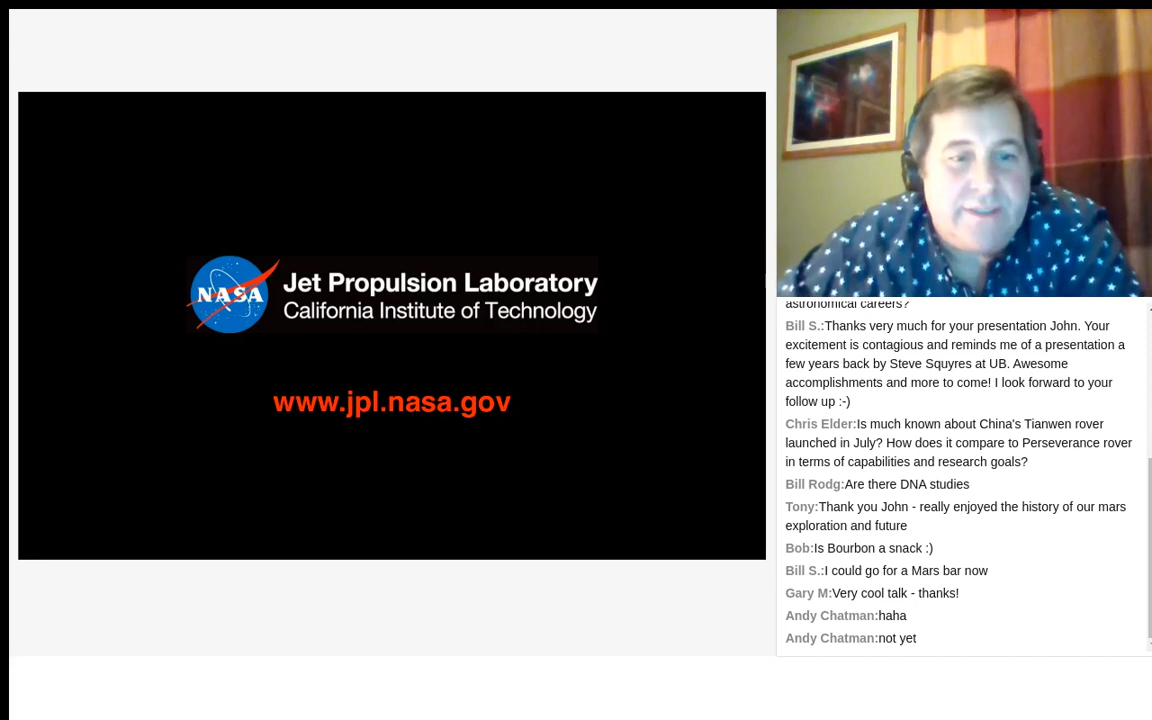 NASA
Jet Propulsion Laboratory
California Institute of Technology
www.jpl.nasa.gov
astronomical careers?
Bill S.:Thanks very much for your presentation John. Your
excitement is contagious and reminds me of a presentation a
few years back by Steve Squyres at UB. Awesome
accomplishments and more to come! I look forward to your
follow up :-)
Chris Elder:Is much known about China's Tianwen rover
launched in July? How does it compare to Perseverance rover
in terms of capabilities and research goals?
Bill Rodg:Are there DNA studies
Tony:Thank you John - really enjoyed the history of our mars
exploration and future
Bob:Is Bourbon a snack :)
Bill S.:I could go for a Mars bar now
Gary M:Very cool talk - thanks!
Andy Chatman:haha
Andy Chatman:not yet